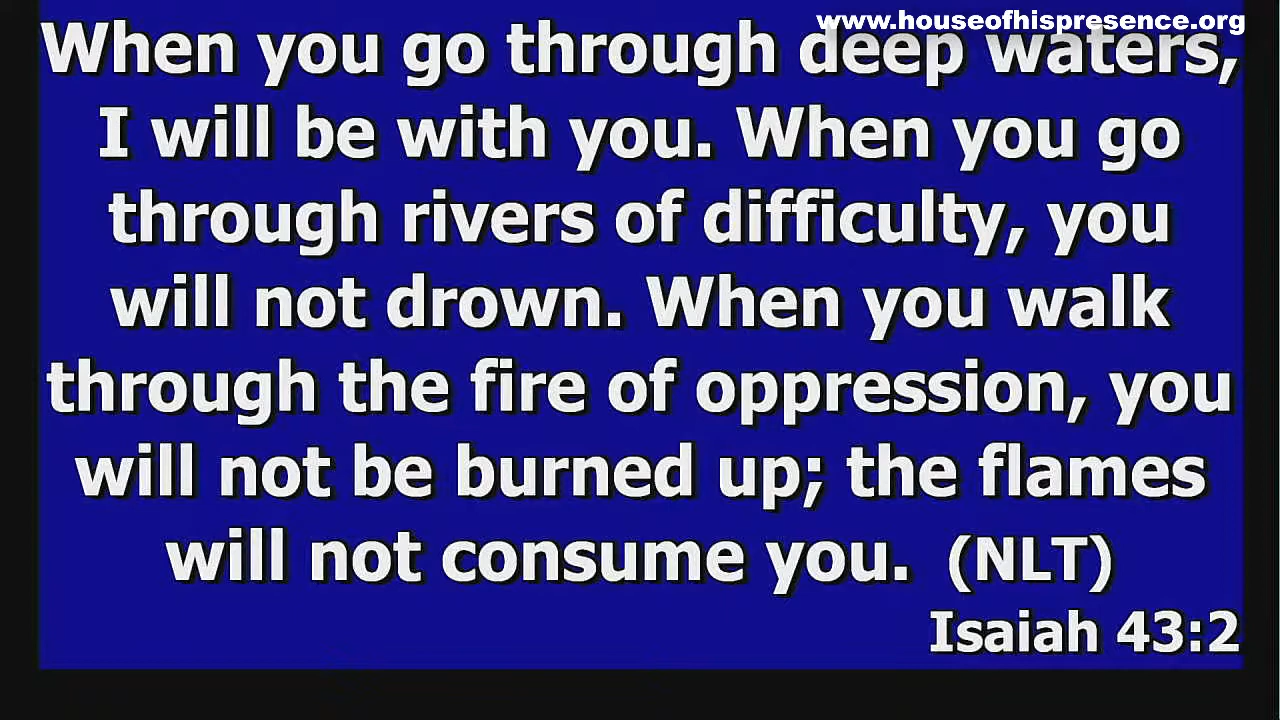 www.houseofhispresence.org
When you go through deep waters,
I will be with you. When you go
through rivers of difficulty, you
will not drown. When you walk
through the fire of oppression, you
will not be burned up; the flames
will not consume you. (NLT)
Isaiah 43:2